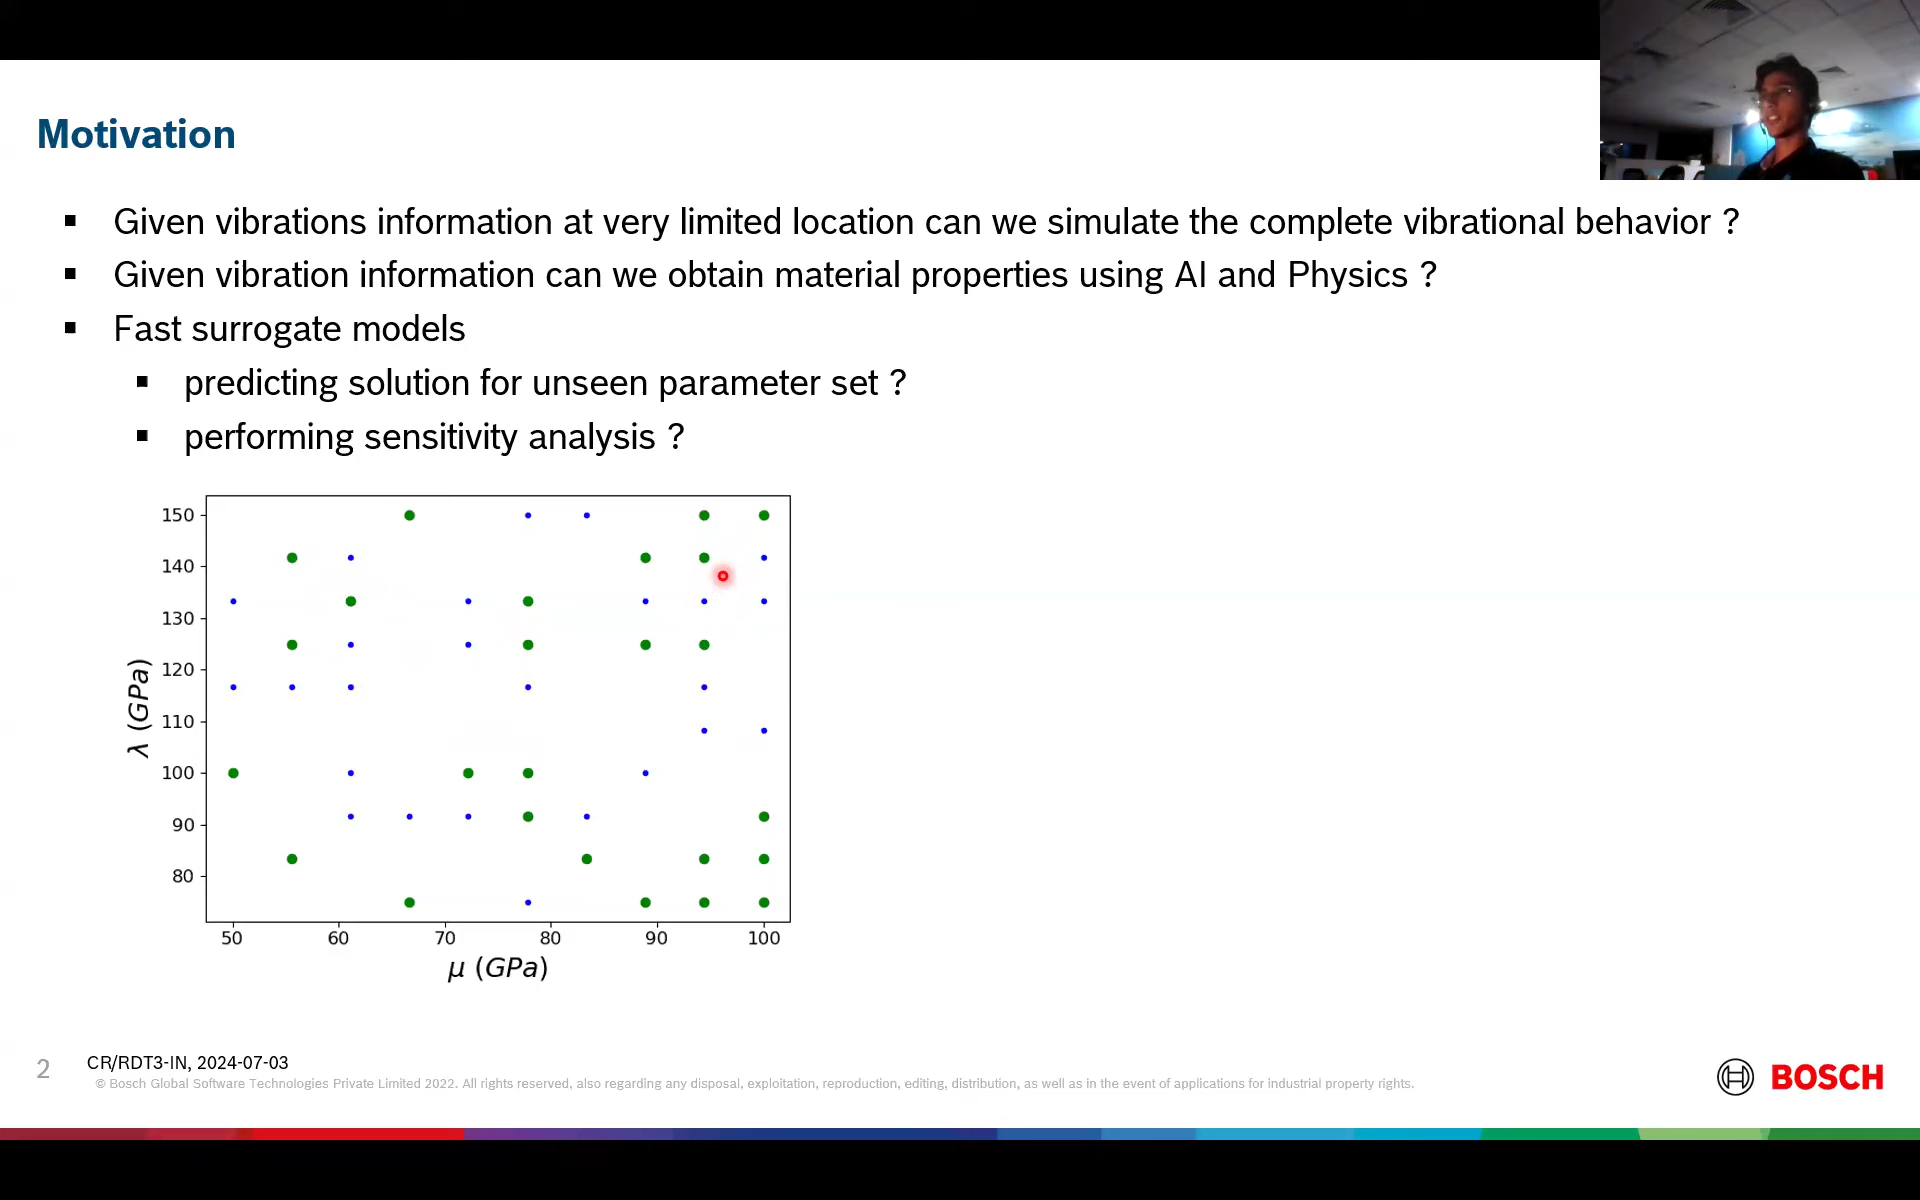 Motivation
Given vibrations information at very limited location can we simulate the complete vibrational behavior ?
Given vibration information can we obtain material properties using AI and Physics ?
Fast surrogate models
predicting solution for unseen parameter set ?
performing sensitivity analysis ?
150
140
130
120
110
100
90
80
λ (GPa)
50 60 70 80 90 100
μ (GPa)
2
CR/RDT3-IN, 2024-07-03
© Bosch Global Software Technologies Private Limited 2022. All rights reserved, also regarding any disposal, exploitation, reproduction, editing, distribution, as well as in the event of applications for industrial property rights.
BOSCH